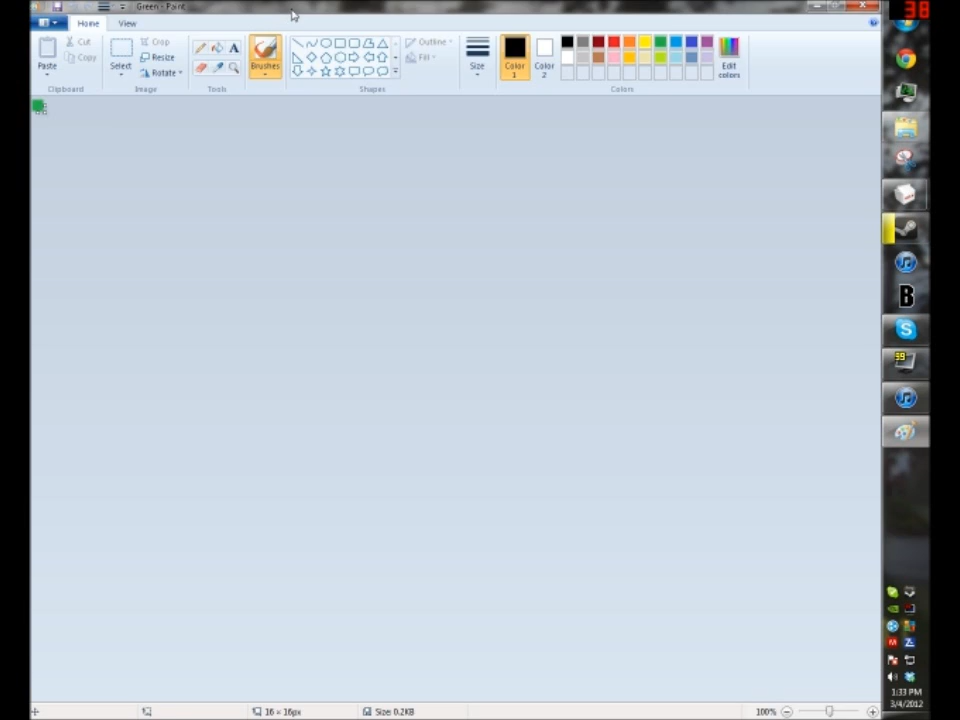 Green - Paint
38
Home
View
Paste
Cut
Copy
Clipboard
Select
Crop
Resize
Rotate
Image
A
Tools
Brushes
Outline
Fill
Shapes
Size
Color
1
Color
2
Edit
colors
Colors
B
99
16 × 16px
Size: 0.2KB
100%
1:33 PM
3/4/2012